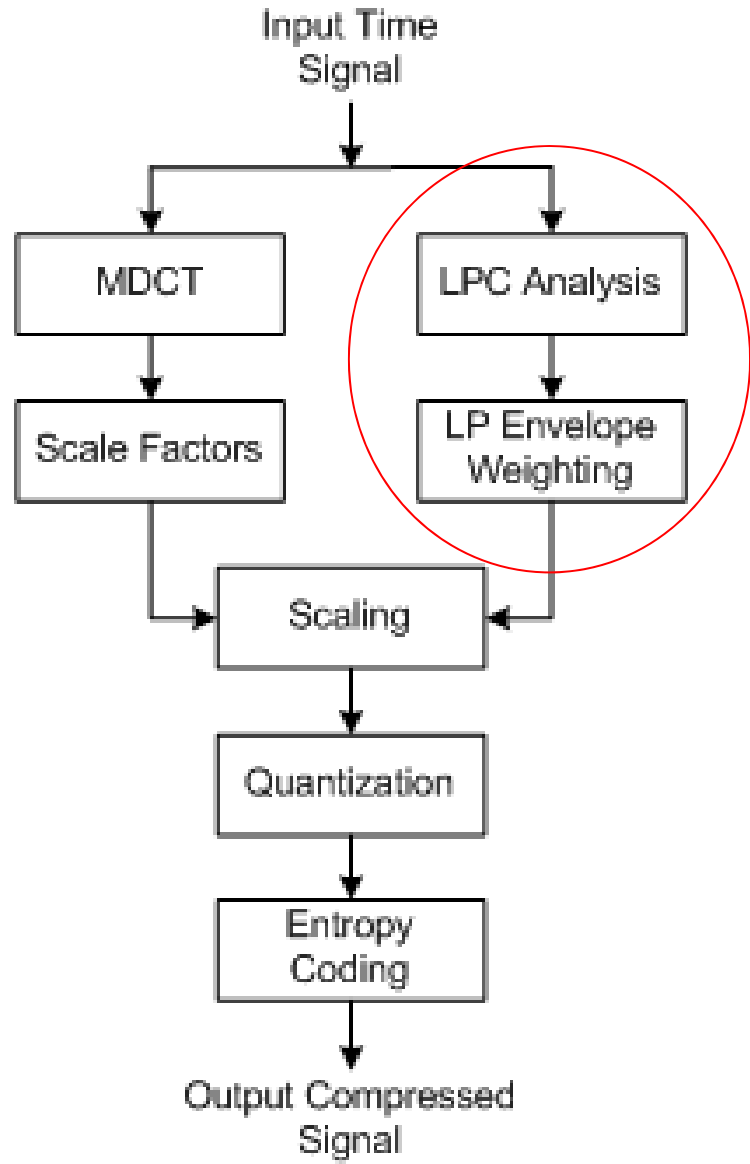 Input Time
Signal
MDCT
LPC Analysis
Scale Factors
LP Envelope
Weighting
Scaling
Quantization
Entropy
Coding
Output Compressed
Signal